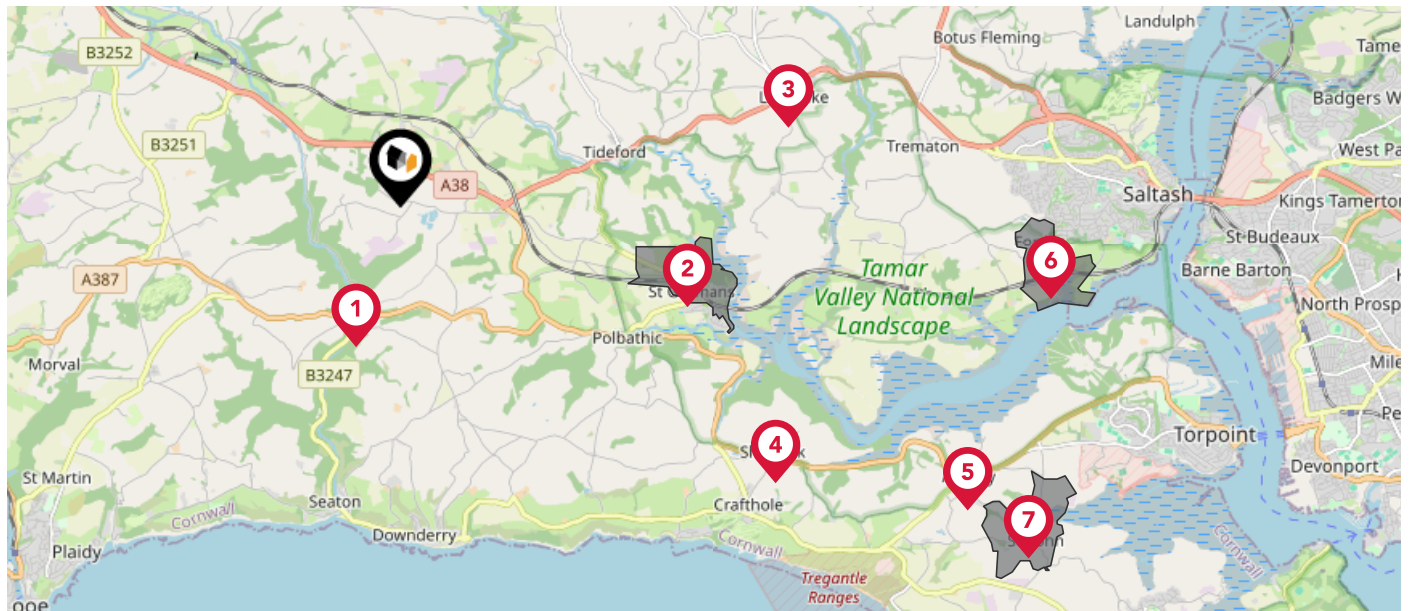 Landulph
Botus Fleming
B3252
Tame
3
Badgers W
B3251
Tideford
Trematon
West Pa
A38
Saltash
Kings Tamerton
St Budeaux
2
6
Tamar
Valley National
Landscape
Barne Barton
A387
1
North Prosp
Polbathic
Morval
B3247
Mile
Pe
4
Torpoint
5
Devonport
St Martin
Seaton
Crafthole
Cornwall
Downderry
7
Cornwall
Cornwall
Plaidy
Tregantle
Ranges
ooe